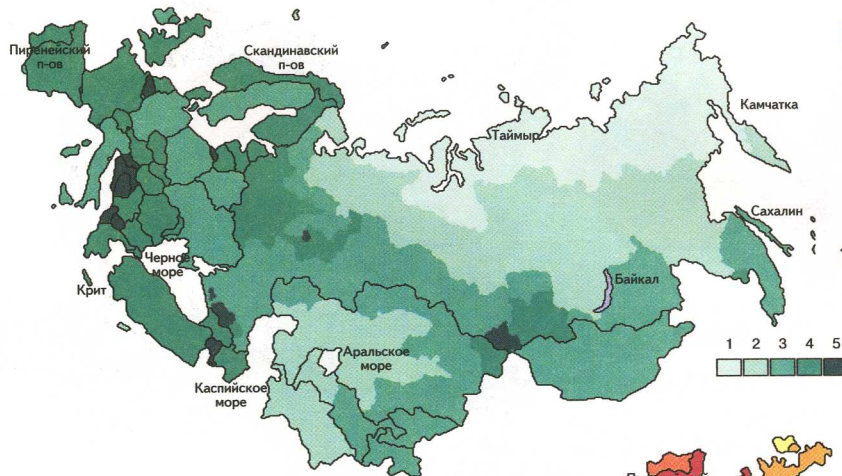 Пиренейский
п-ов
Скандинавский
п-ов
Таймыр
Камчатка
Сахалин
Байкал
Черное
море
Крит
Аральское
море
Каспийское
море
1 2 3 4 5